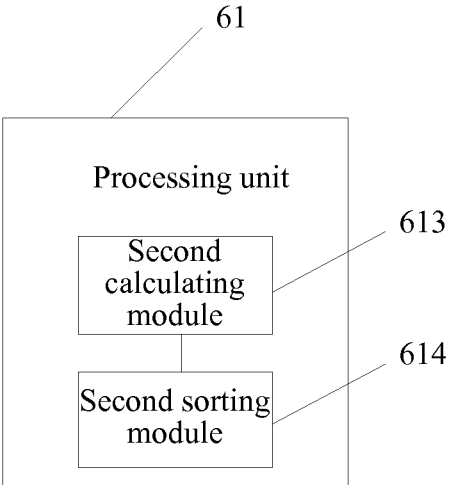 61
Processing unit
Second
calculating
module
613
Second sorting
module
614